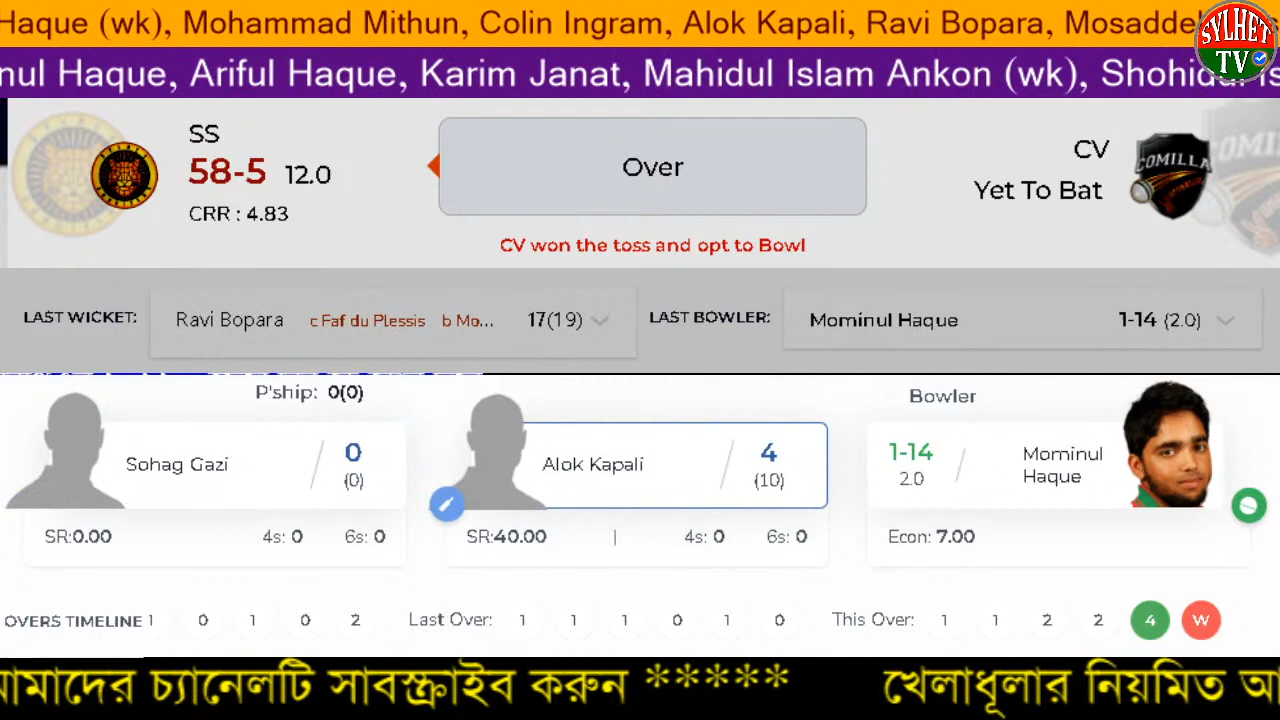 Haque (wk), Mohammad Mithun, Colin Ingram, Alok Kapali, Ravi Bopara, Mosaddek
SYLHET
TV
nul Haque, Ariful Haque, Karim Janat, Mahidul Islam Ankon (wk), Shohidul Is
SS
58-5 12.0
CRR : 4.83
Over
CV won the toss and opt to Bowl
CV
Yet To Bat
COMILLA
LAST WICKET: Ravi Bopara c Faf du Plessis b Mo... 17(19)
LAST BOWLER: Mominul Haque 1-14 (2.0)
P'ship: 0(0)
Sohag Gazi / 0 (0)
SR:0.00 4s: 0 6s: 0
Alok Kapali / 4 (10)
SR:40.00 | 4s: 0 6s: 0
Bowler
1-14 2.0 / Mominul Haque
Econ: 7.00
OVERS TIMELINE 1 0 1 0 2 Last Over: 1 1 1 0 1 0 This Over: 1 1 2 2 4 W
আমাদের চ্যানেলটি সাবস্ক্রাইব করুন ***** খেলাধূলার নিয়মিত আ